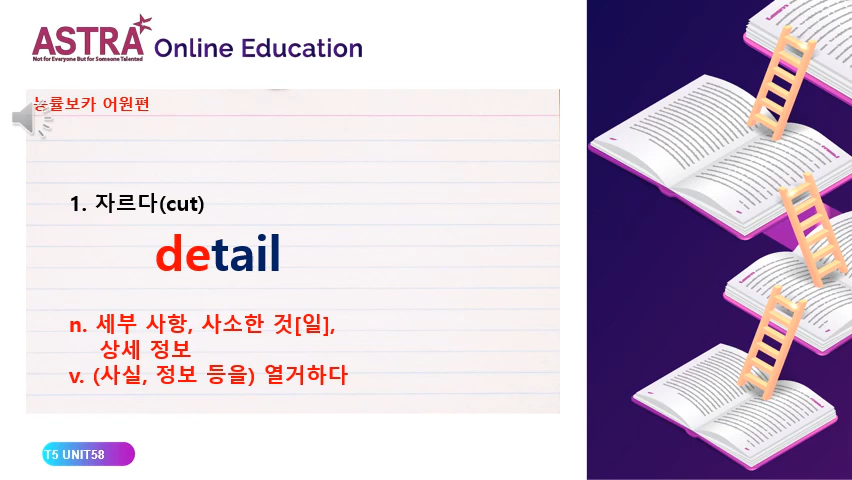 ASTRA
Not for Everyone But for Someone Talented
Online Education
능률보카 어원편
1. 자르다(cut)
detail
n. 세부 사항, 사소한 것[일],
상세 정보
v. (사실, 정보 등을) 열거하다
T5 UNIT58